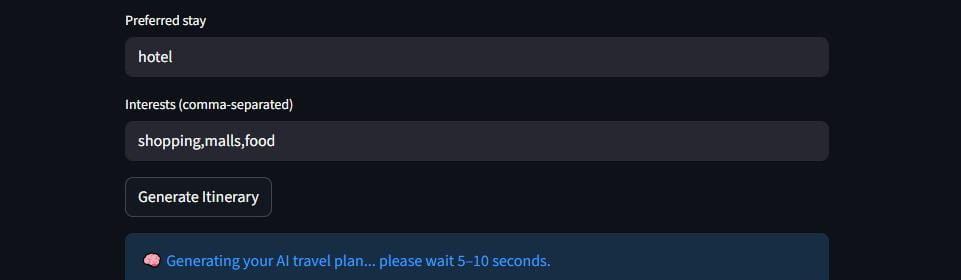 Preferred stay
hotel
Interests (comma-separated)
shopping,malls,food
Generate Itinerary
🧠 Generating your AI travel plan... please wait 5–10 seconds.